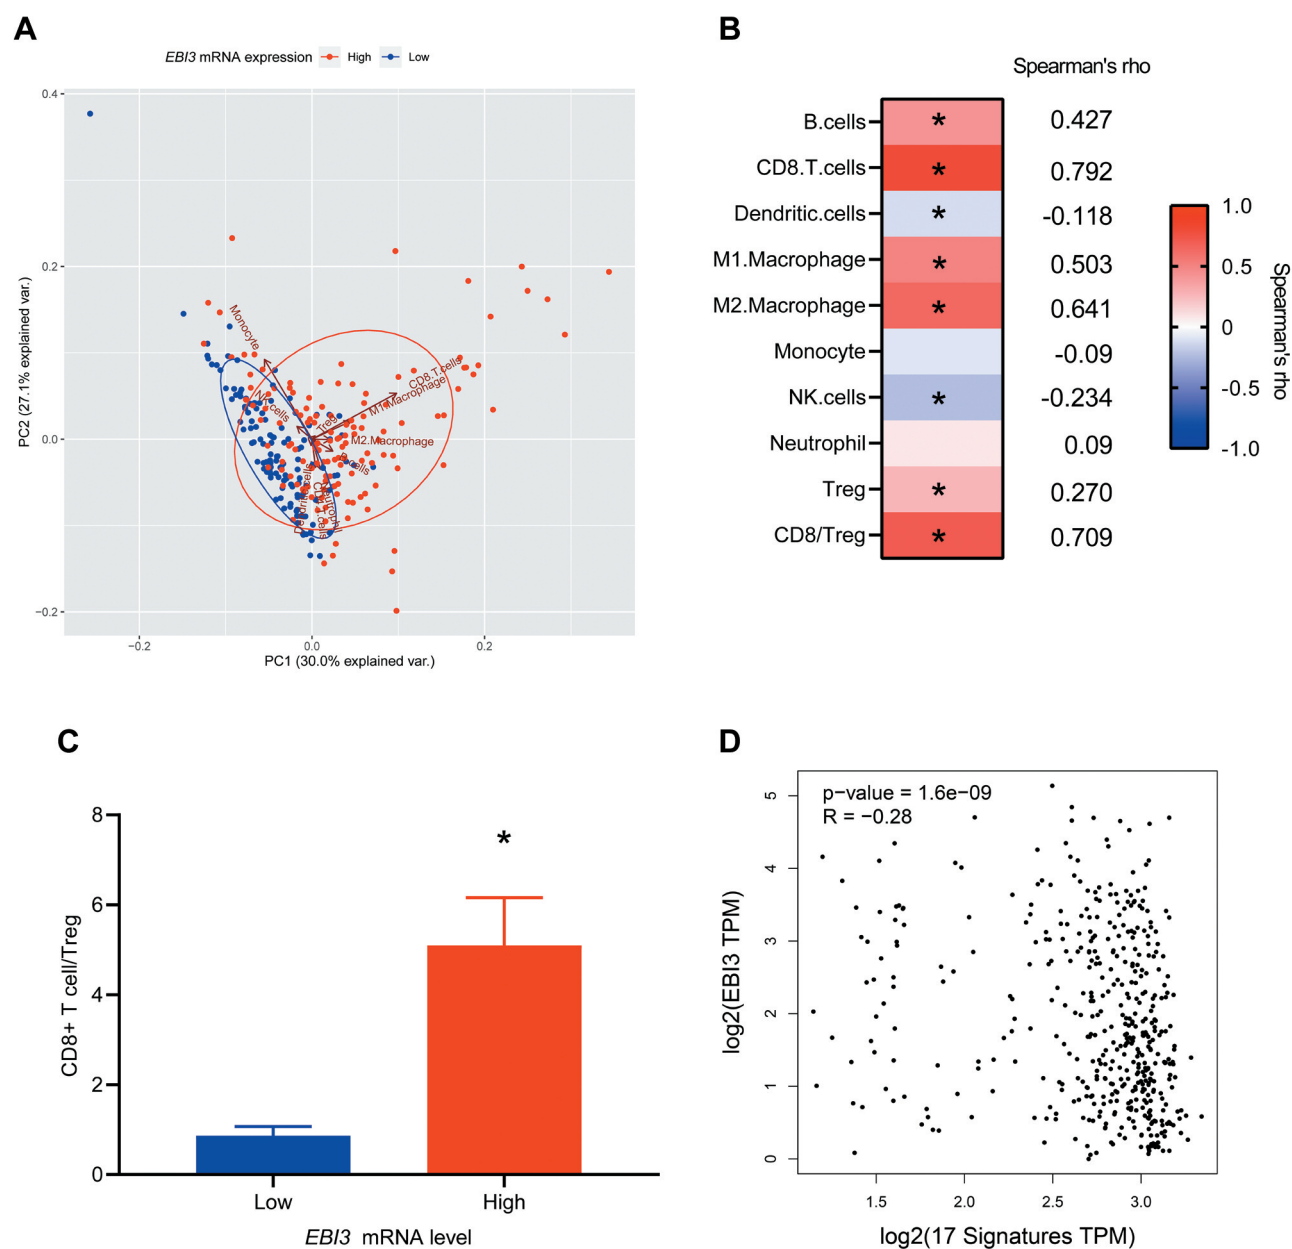 A
EBI3 mRNA expression High Low
0.4
0.2
0.0
−0.2
PC2 (27.1% explained var.)
Monocyte
NK.cells
Treg
CD8.T.cells
M1.Macrophage
M2.Macrophage
B.cells
Dendritic.cells
−0.2 0.0 0.2
PC1 (30.0% explained var.)
B
Spearman's rho
B.cells * 0.427
CD8.T.cells * 0.792
Dendritic.cells * -0.118
M1.Macrophage * 0.503
M2.Macrophage * 0.641
Monocyte -0.09
NK.cells * -0.234
Neutrophil 0.09
Treg * 0.270
CD8/Treg * 0.709
1.0
0.5
0
-0.5
-1.0
Spearman's rho
C
8
6
4
2
0
CD8+ T cell/Treg
*
Low High
EBI3 mRNA level
D
p−value = 1.6e−09
R = −0.28
5
4
3
2
1
0
log2(EBI3 TPM)
1.5 2.0 2.5 3.0
log2(17 Signatures TPM)